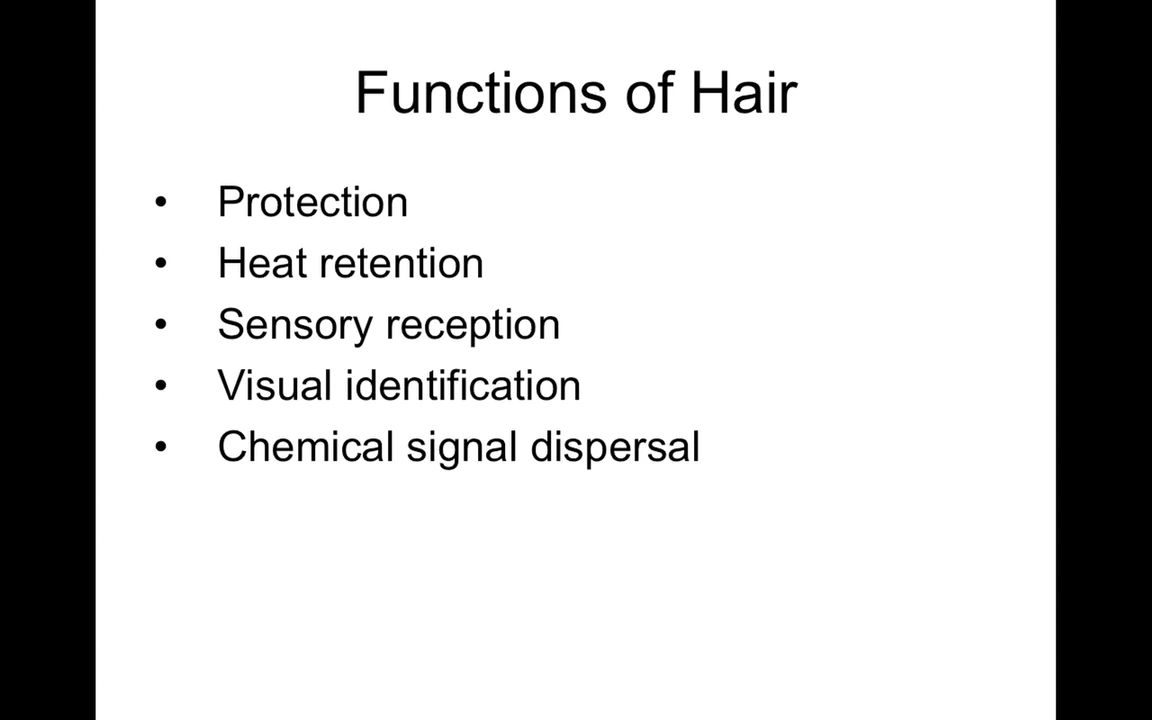 Functions of Hair
• Protection
• Heat retention
• Sensory reception
• Visual identification
• Chemical signal dispersal